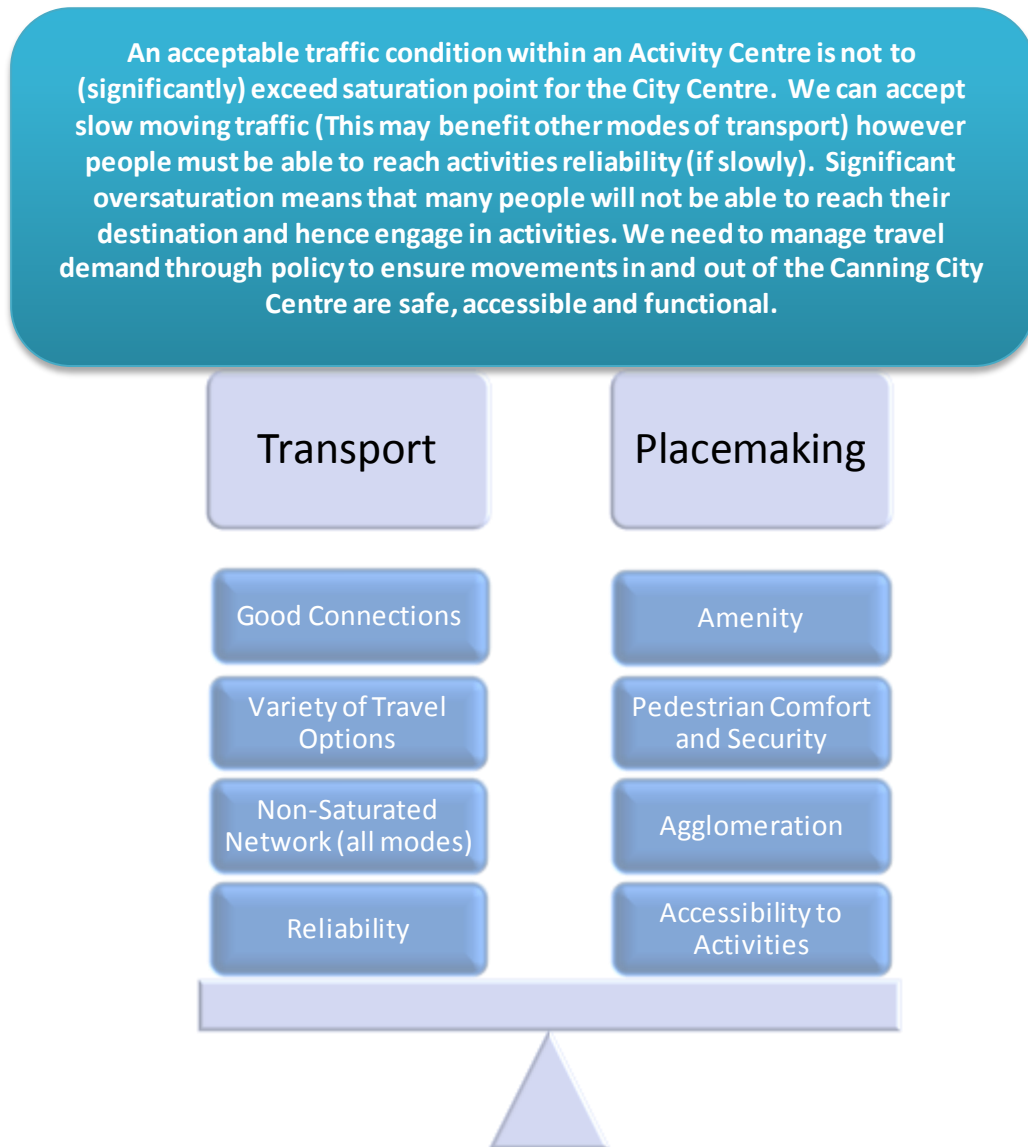 An acceptable traffic condition within an Activity Centre is not to
(significantly) exceed saturation point for the City Centre.  We can accept
slow moving traffic (This may benefit other modes of transport) however
people must be able to reach activities reliability (if slowly).  Significant
oversaturation means that many people will not be able to reach their
destination and hence engage in activities. We need to manage travel
demand through policy to ensure movements in and out of the Canning City
Centre are safe, accessible and functional.
Transport
Placemaking
Good Connections
Amenity
Variety of Travel
Options
Pedestrian Comfort
and Security
Non-Saturated
Network (all modes)
Agglomeration
Reliability
Accessibility to
Activities